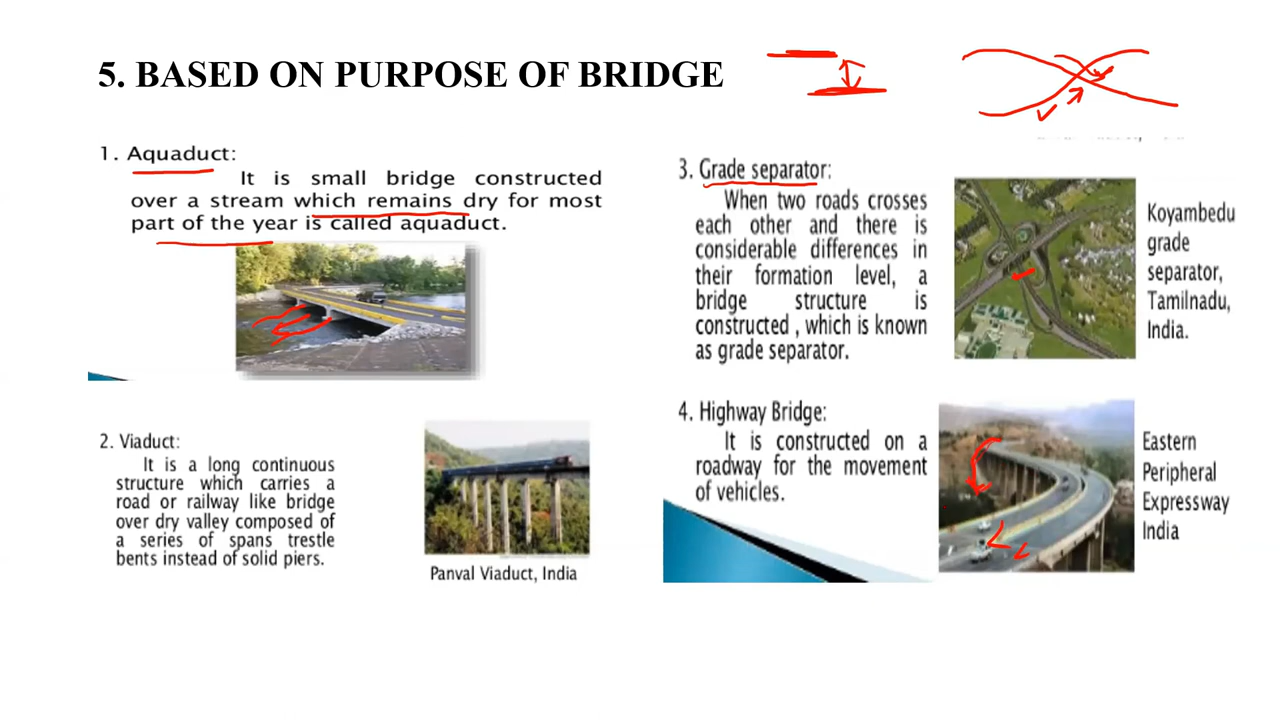 5. BASED ON PURPOSE OF BRIDGE
1. Aquaduct:
It is small bridge constructed
over a stream which remains dry for most
part of the year is called aquaduct.
2. Viaduct:
It is a long continuous
structure which carries a
road or railway like bridge
over dry valley composed of
a series of spans trestle
bents instead of solid piers.
Panval Viaduct, India
3. Grade separator:
When two roads crosses
each other and there is
considerable differences in
their formation level, a
bridge structure is
constructed , which is known
as grade separator.
Koyambedu
grade
separator,
Tamilnadu,
India.
4. Highway Bridge:
It is constructed on a
roadway for the movement
of vehicles.
Eastern
Peripheral
Expressway
India